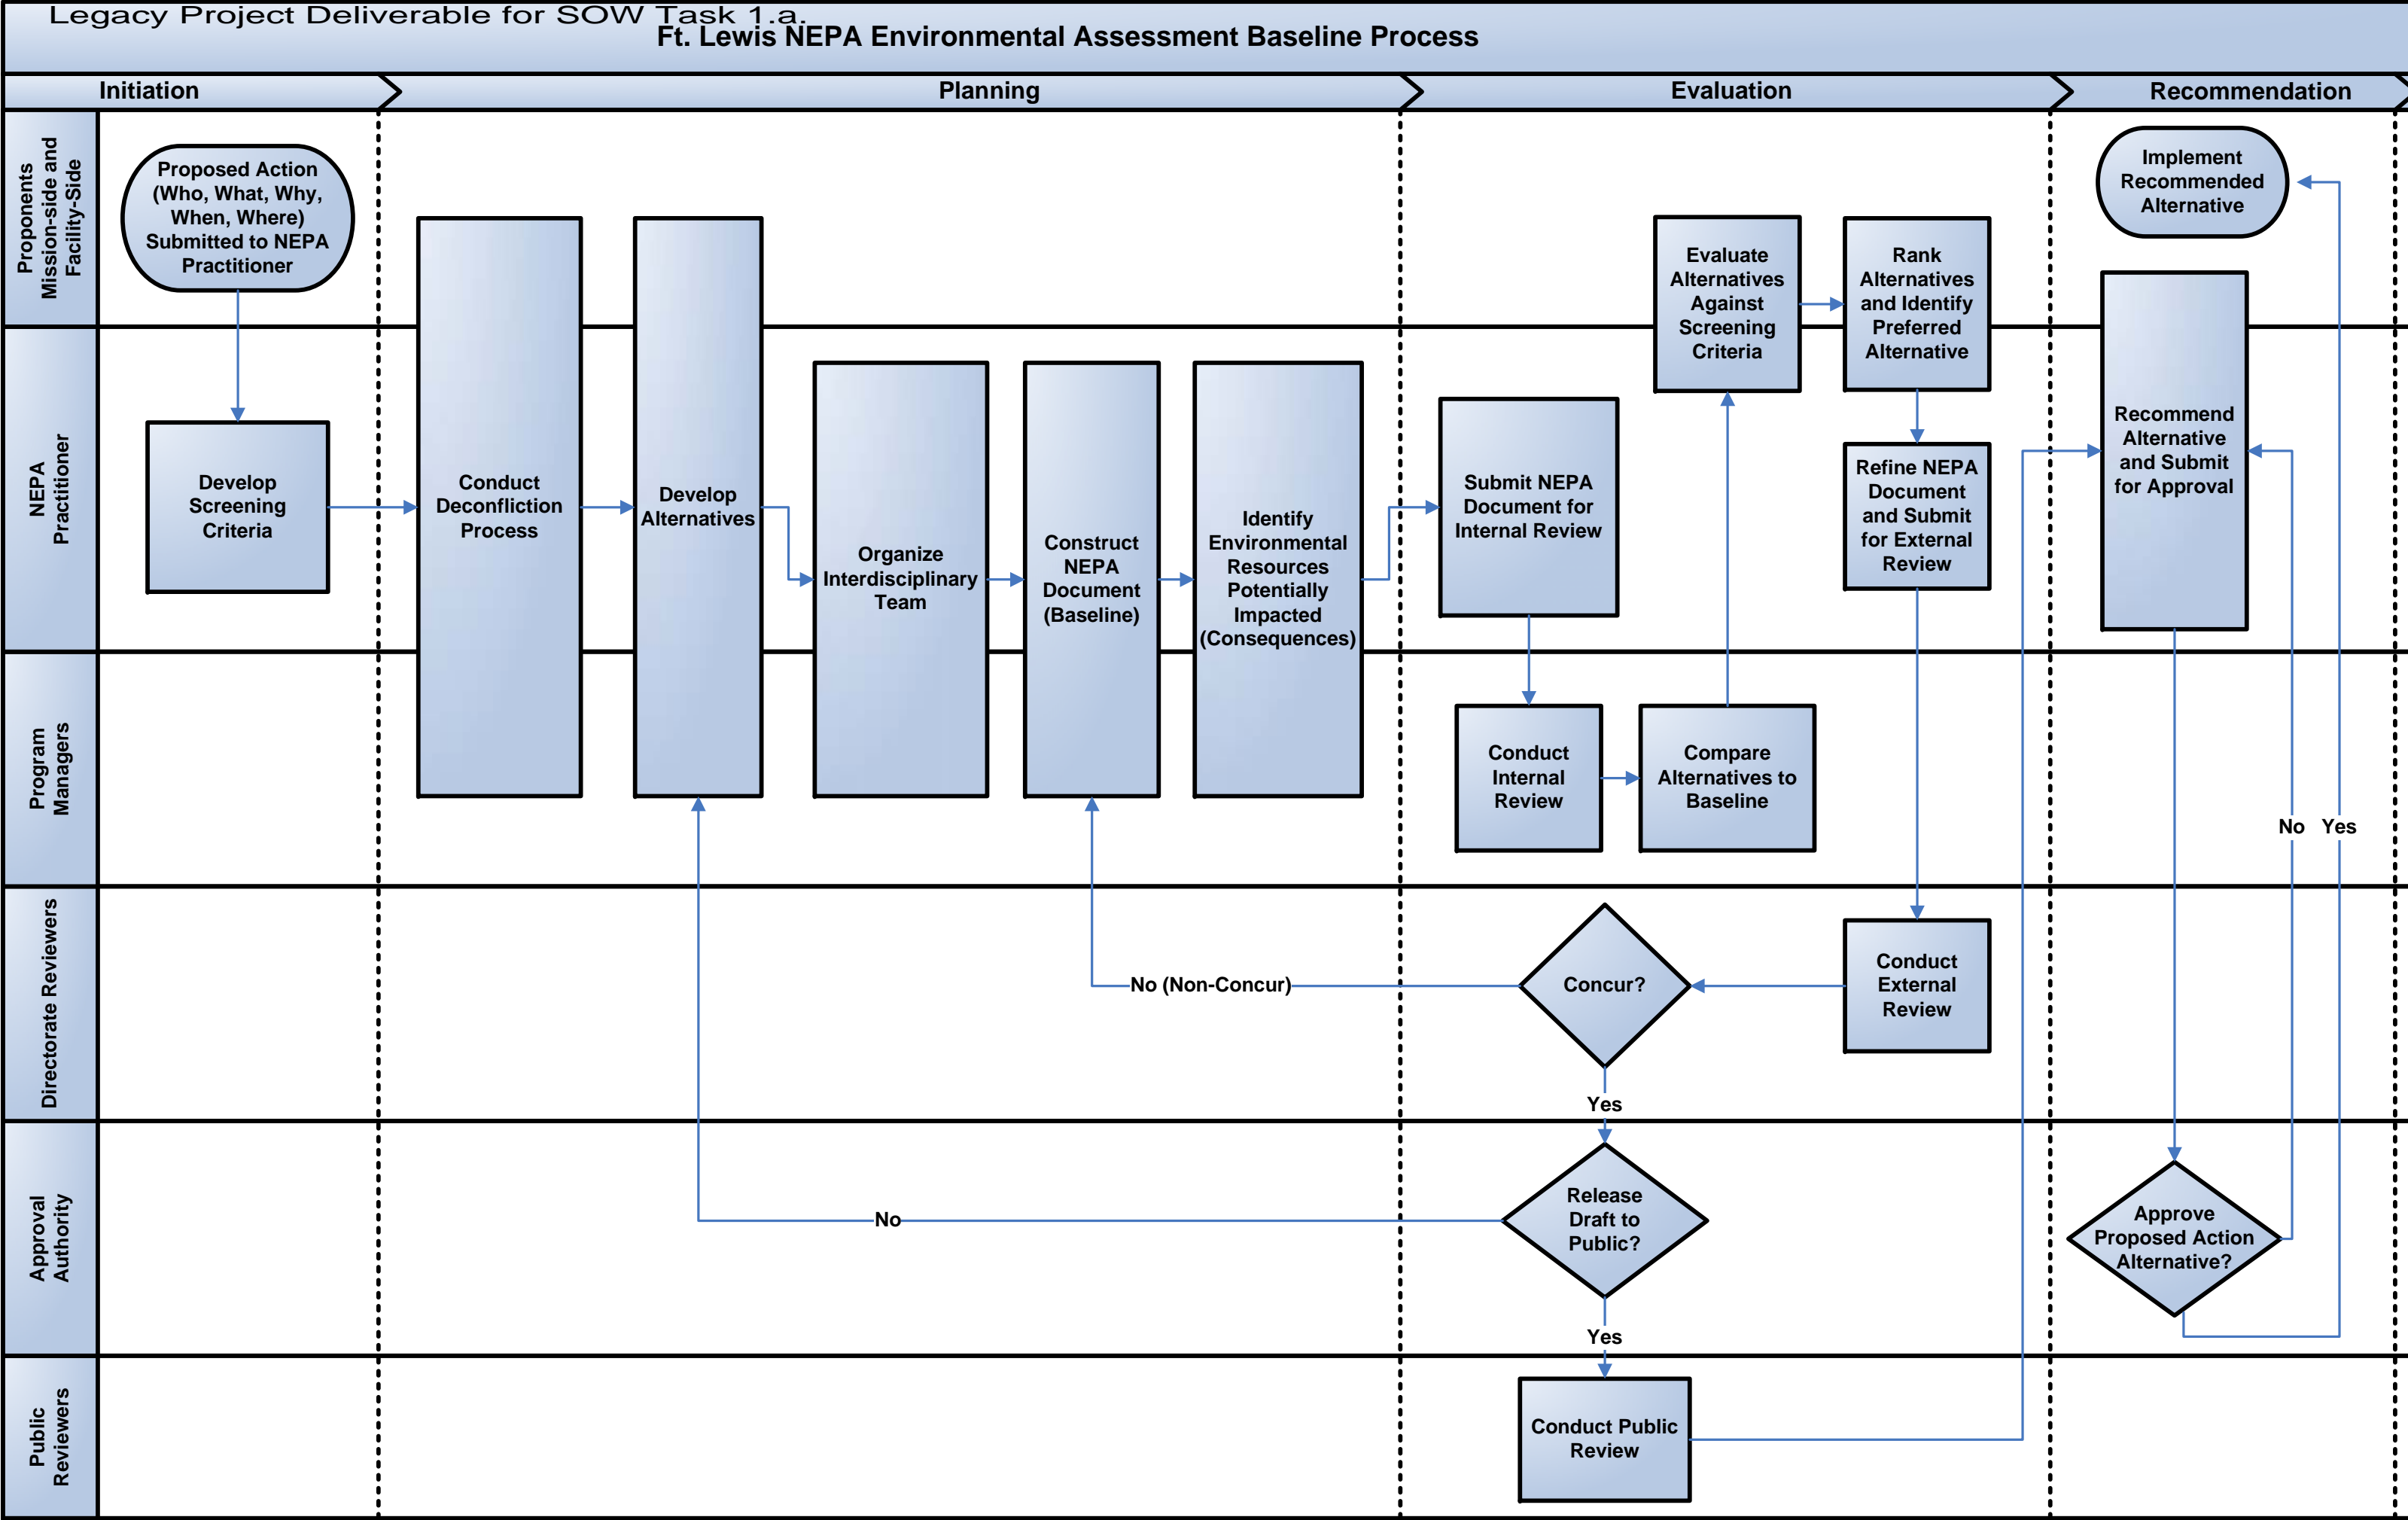 Legacy Project Deliverable for SOW Task 1.a.
Ft. Lewis NEPA Environmental Assessment Baseline Process
Initiation
Planning
Evaluation
Recommendation
Proponents
Mission-side and
Facility-Side
Proposed Action
(Who, What, Why,
When, Where)
Submitted to NEPA
Practitioner
Evaluate
Alternatives
Against
Screening
Criteria
Rank
Alternatives
and Identify
Preferred
Alternative
Implement
Recommended
Alternative
NEPA
Practitioner
Develop
Screening
Criteria
Conduct
Deconfliction
Process
Develop
Alternatives
Organize
Interdisciplinary
Team
Construct
NEPA
Document
(Baseline)
Identify
Environmental
Resources
Potentially
Impacted
(Consequences)
Submit NEPA
Document for
Internal Review
Refine NEPA
Document
and Submit
for External
Review
Recommend
Alternative
and Submit
for Approval
Program
Managers
Conduct
Internal
Review
Compare
Alternatives to
Baseline
No
Yes
Directorate Reviewers
No (Non-Concur)
Concur?
Conduct
External
Review
Yes
Approval
Authority
No
Release
Draft to
Public?
Approve
Proposed Action
Alternative?
Yes
Public
Reviewers
Conduct Public
Review